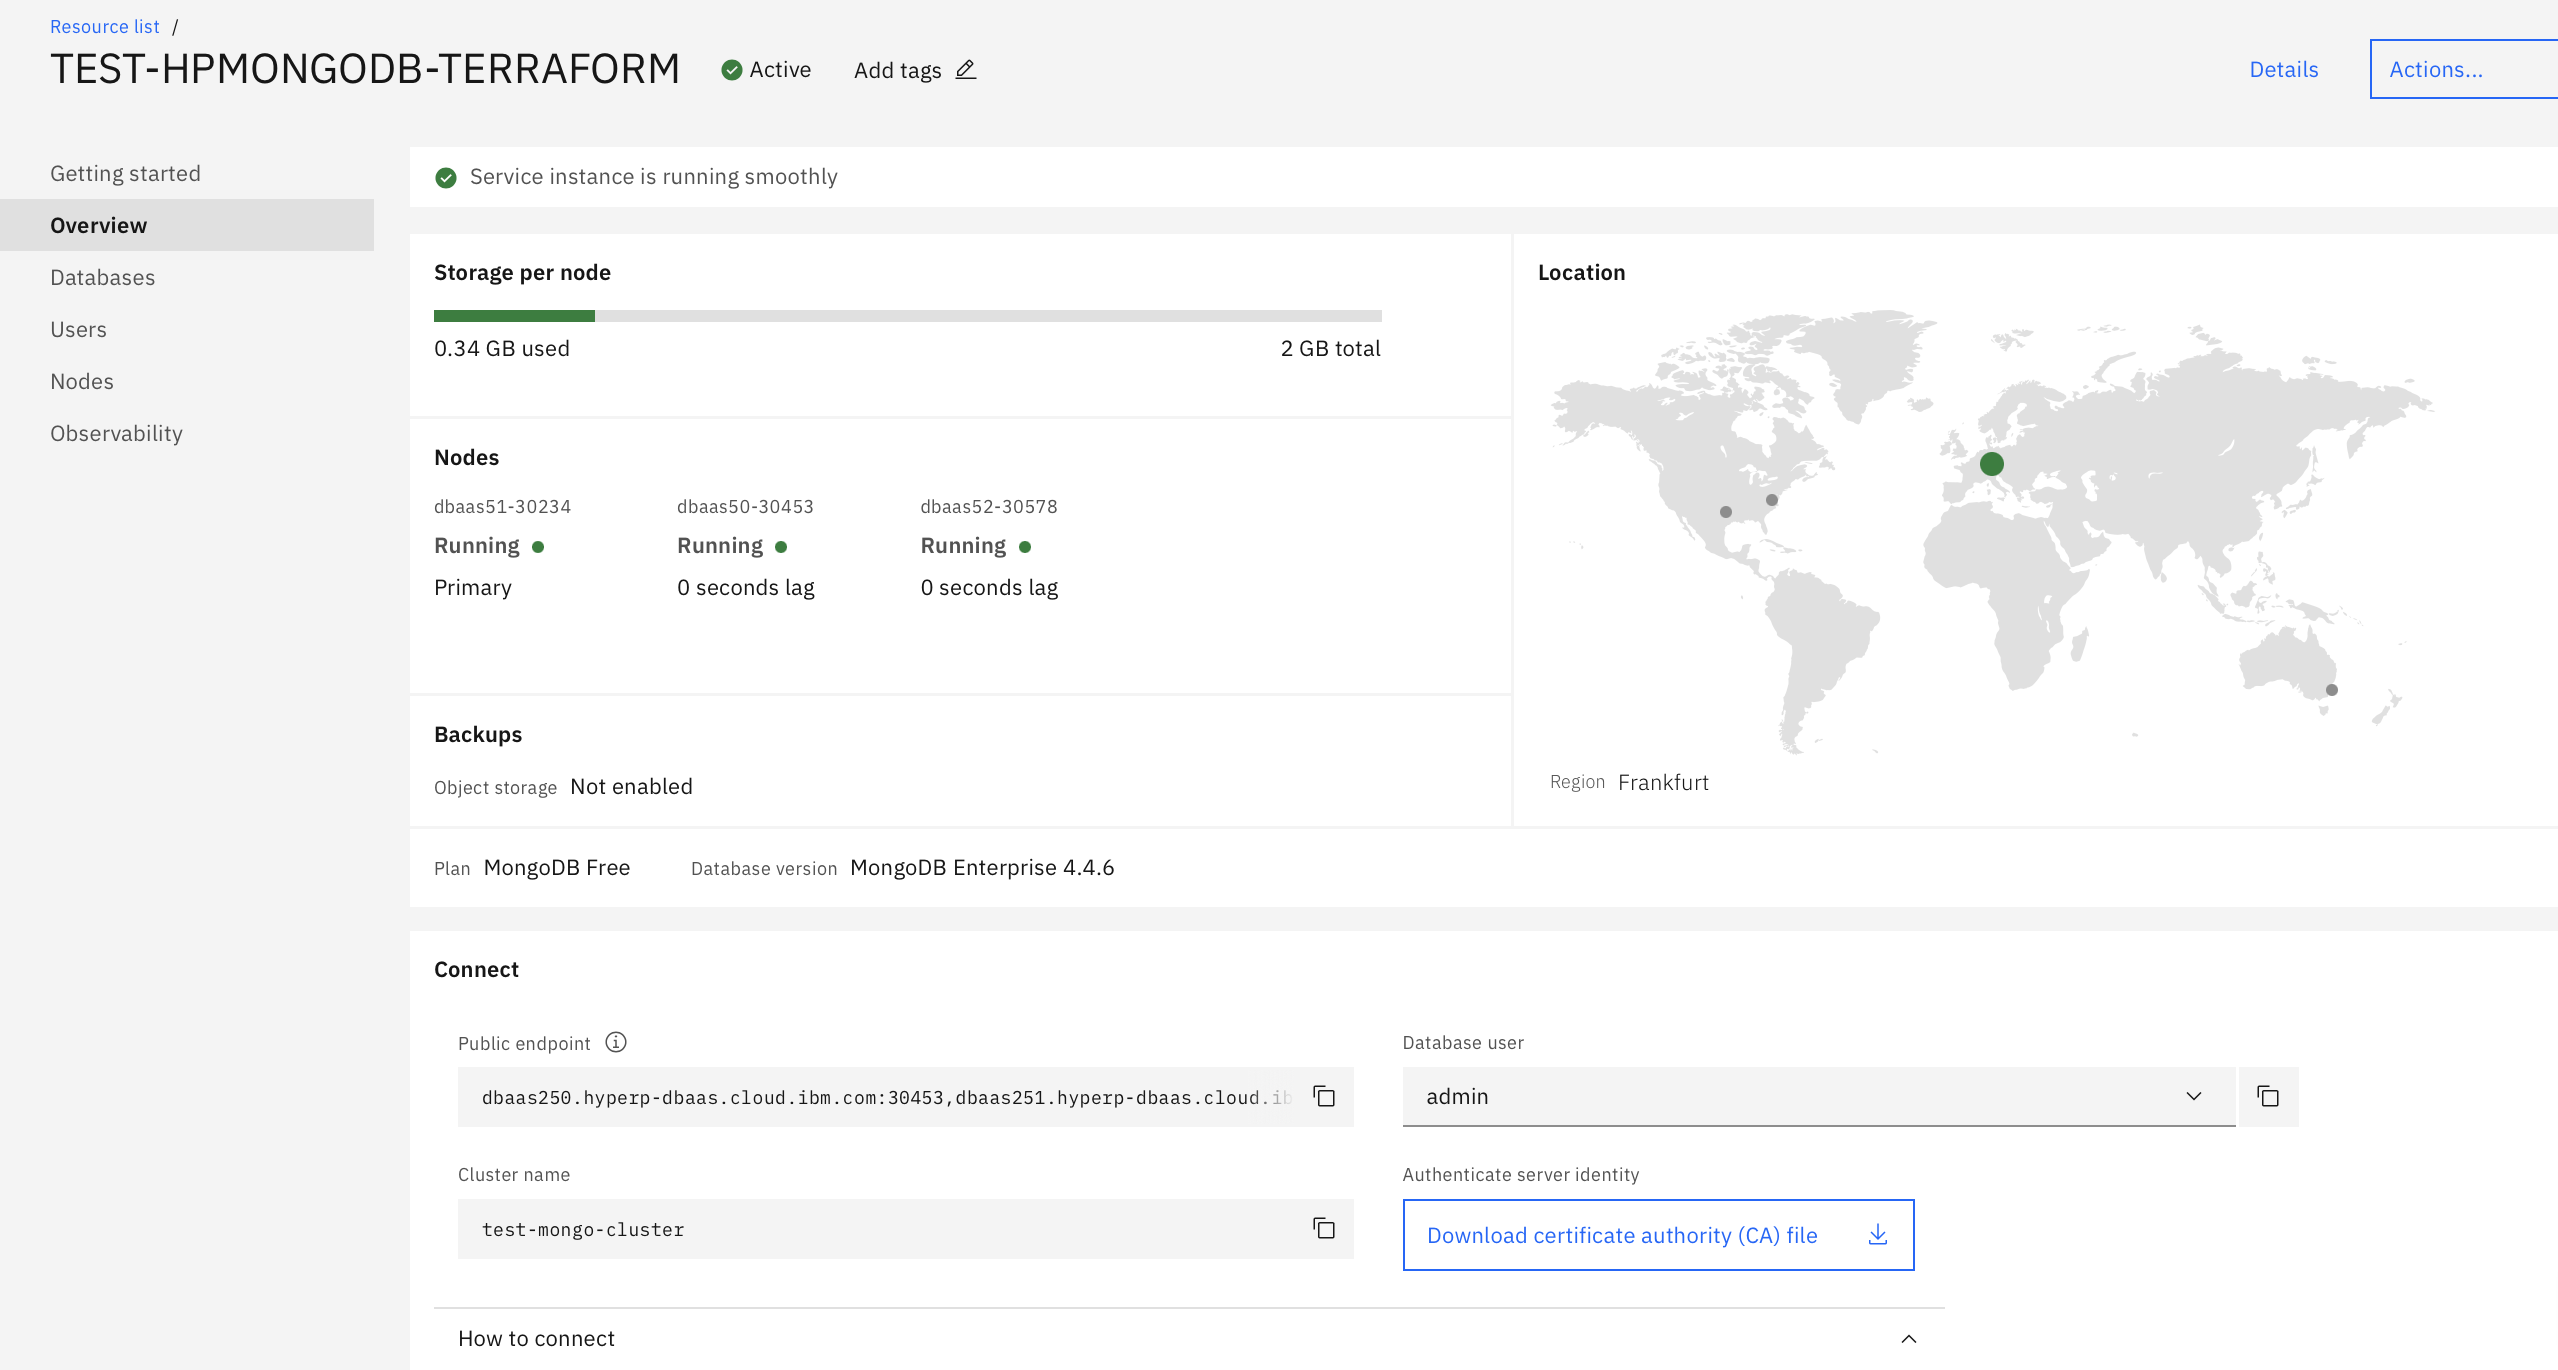 Resource list /
TEST-HPMONGODB-TERRAFORM
Active
Add tags
Details
Actions...
Getting started
Overview
Databases
Users
Nodes
Observability
Service instance is running smoothly
Storage per node
0.34 GB used
2 GB total
Location
Region Frankfurt
Nodes
dbaas51-30234
dbaas50-30453
dbaas52-30578
Running
Running
Running
Primary
0 seconds lag
0 seconds lag
Backups
Object storage Not enabled
Plan MongoDB Free
Database version MongoDB Enterprise 4.4.6
Connect
Public endpoint
dbaas250.hyperp-dbaas.cloud.ibm.com:30453,dbaas251.hyperp-dbaas.cloud.ib
Database user
admin
Cluster name
test-mongo-cluster
Authenticate server identity
Download certificate authority (CA) file
How to connect